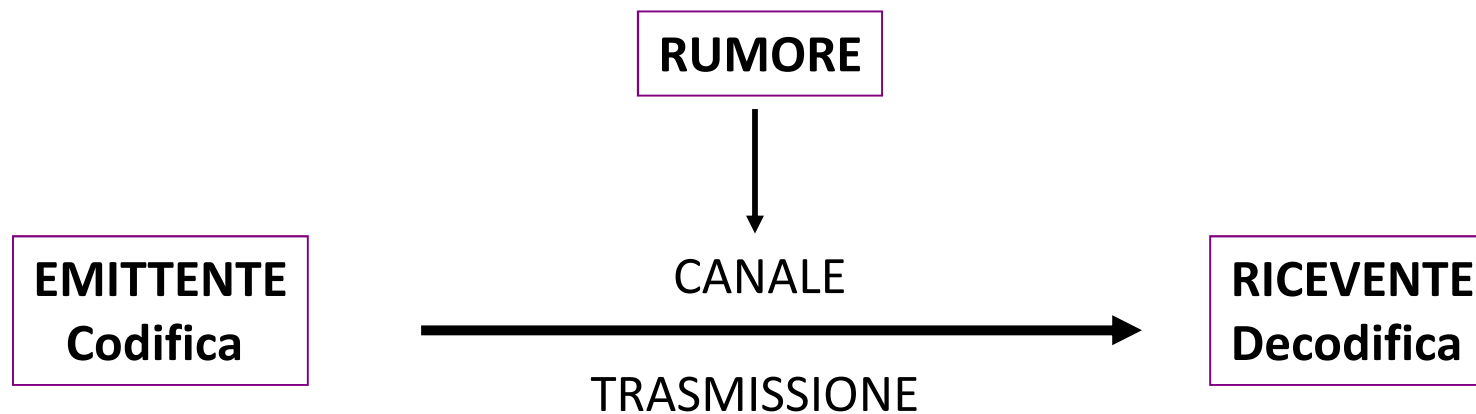 RUMORE
CANALE
EMITTENTE
Codifica
RICEVENTE
Decodifica
TRASMISSIONE